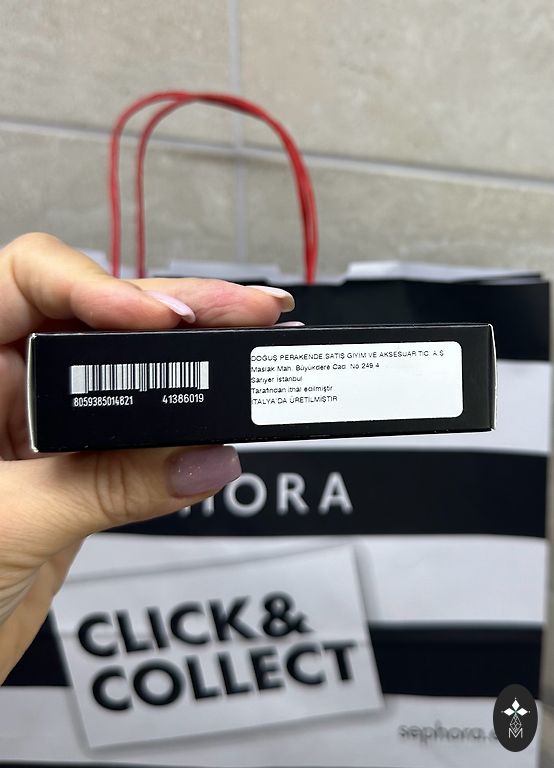 8059385014821 41386019
DOĞUŞ PERAKENDE SATIŞ GİYİM VE AKSESUAR TİC. A.Ş
Maslak Mah. Büyükdere Cad. No 249 4
Sarıyer İstanbul
Tarafından ithal edilmiştir
İTALYA DA ÜRETİLMİŞTİR
HORA
CLICK&
COLLECT
sephora.
M